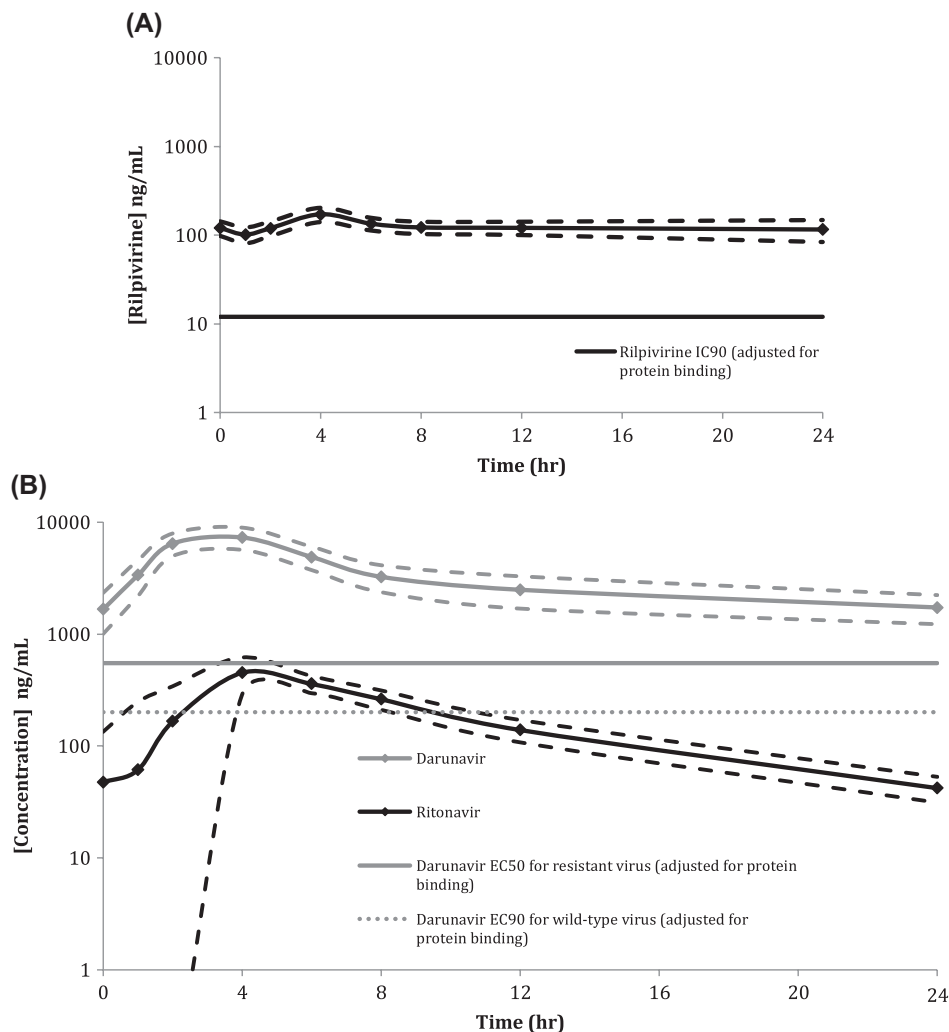 (A)
10000
1000
100
10
1
[Rilpivirine] ng/mL
Rilpivirine IC90 (adjusted for
protein binding)
0 4 8 12 16 20 24
Time (hr)
(B)
10000
1000
100
10
1
[Concentration] ng/mL
Darunavir
Ritonavir
Darunavir EC50 for resistant virus (adjusted for protein
binding)
Darunavir EC90 for wild-type virus (adjusted for
protein binding)
0 4 8 12 16 20 24
Time (hr)